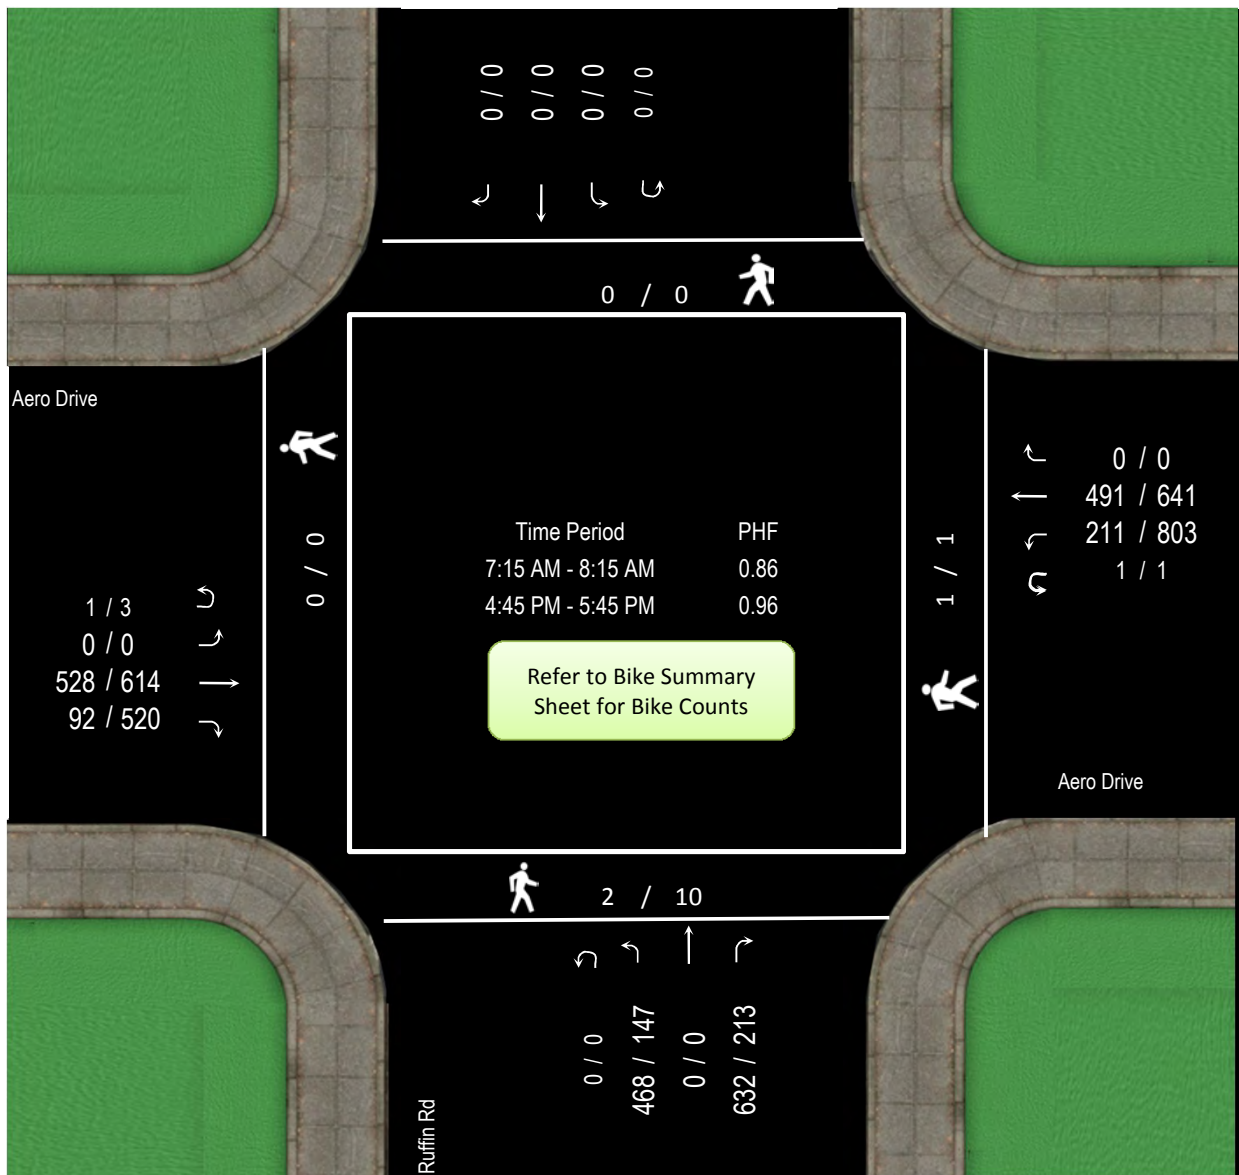 0 / 0
0 / 0
0 / 0
0 / 0
0 / 0
Aero Drive
0 / 0
491 / 641
211 / 803
1 / 1
Time Period PHF
7:15 AM - 8:15 AM 0.86
4:45 PM - 5:45 PM 0.96
0 / 0
1 / 1
1 / 3
0 / 0
528 / 614
92 / 520
Refer to Bike Summary
Sheet for Bike Counts
Aero Drive
2 / 10
0 / 0
468 / 147
0 / 0
632 / 213
Ruffin Rd